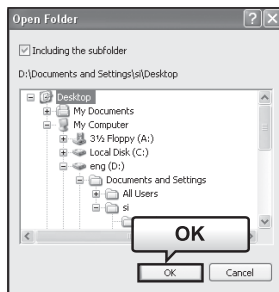 Open Folder
Including the subfolder
D:\Documents and Settings\si\Desktop
Desktop
My Documents
My Computer
3½ Floppy (A:)
Local Disk (C:)
eng (D:)
Documents and Settings
All Users
si
OK
OK
Cancel